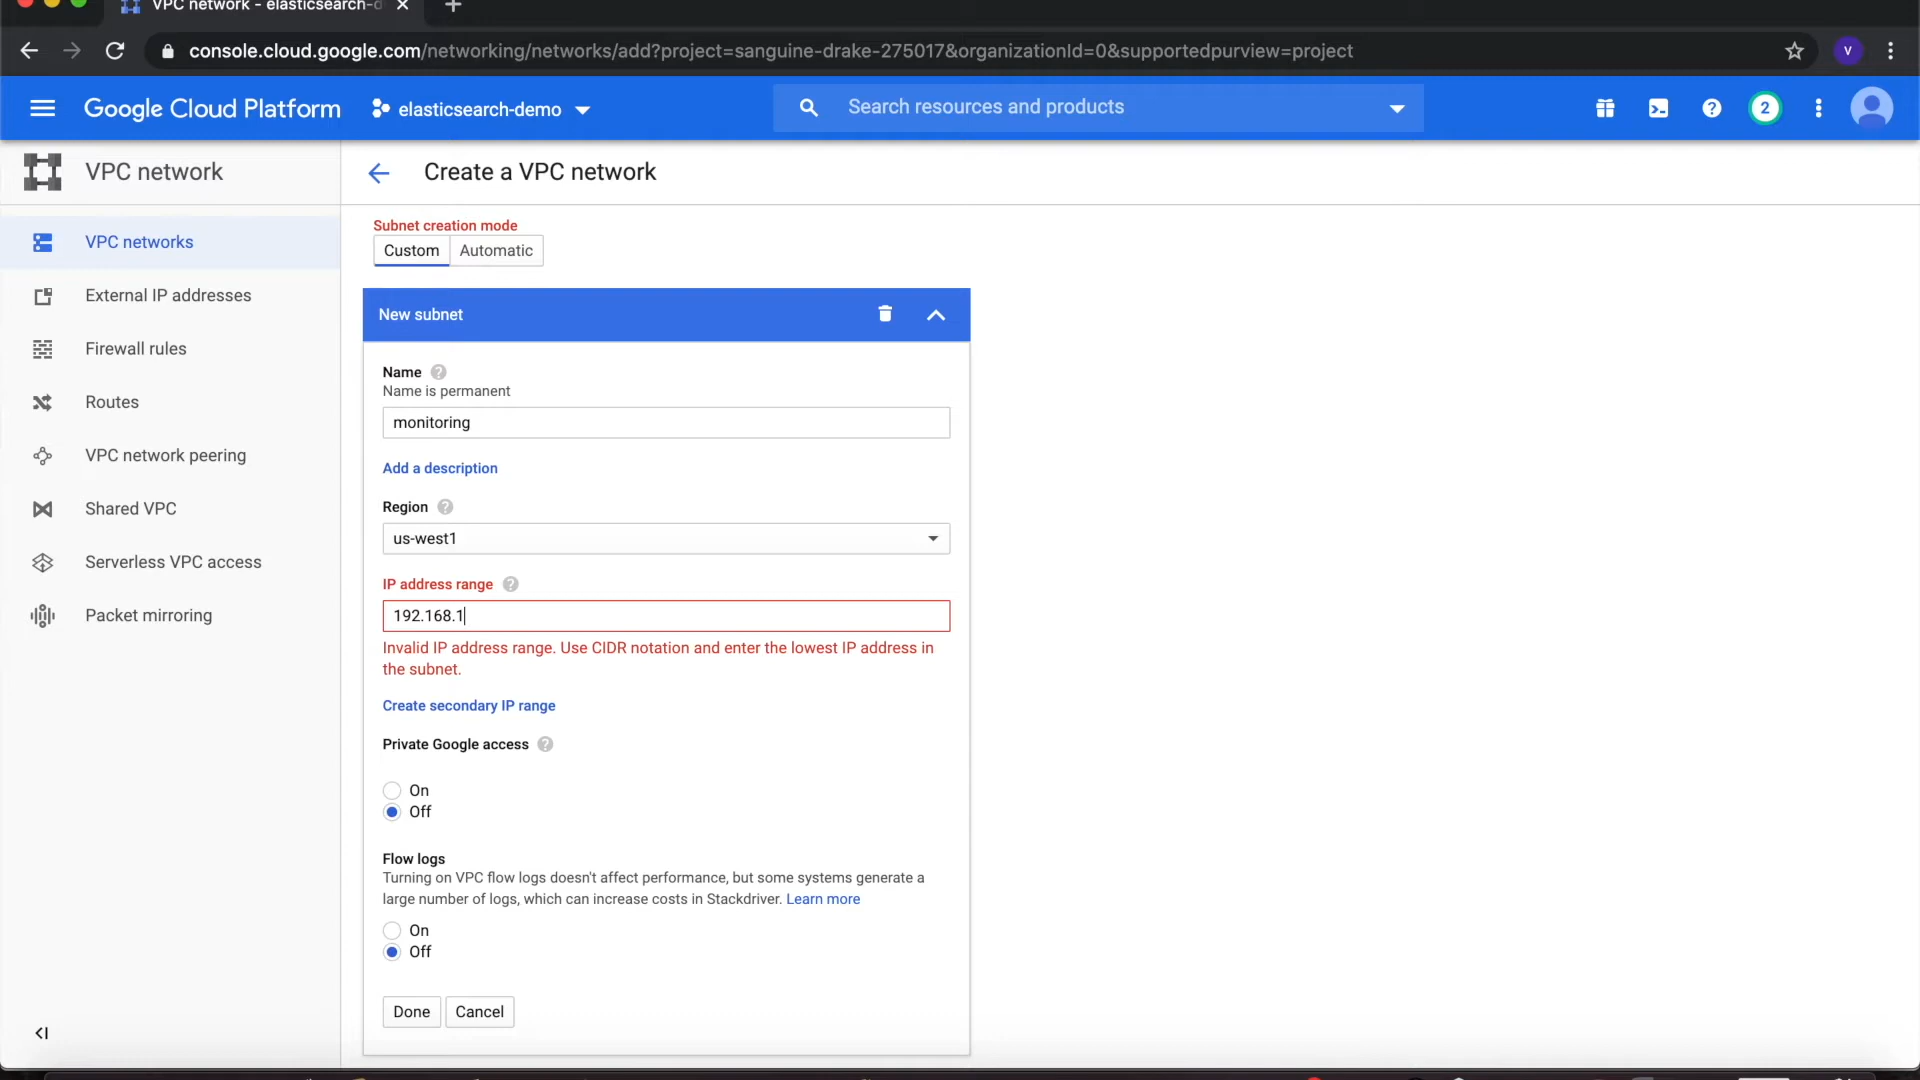 VPC network - elasticsearch-d
console.cloud.google.com/networking/networks/add?project=sanguine-drake-275017&organizationId=0&supportedpurview=project
V
Google Cloud Platform
elasticsearch-demo
Search resources and products
2
VPC network
Create a VPC network
VPC networks
External IP addresses
Firewall rules
Routes
VPC network peering
Shared VPC
Serverless VPC access
Packet mirroring
Subnet creation mode
Custom
Automatic
New subnet
Name
Name is permanent
monitoring
Add a description
Region
us-west1
IP address range
192.168.1
Invalid IP address range. Use CIDR notation and enter the lowest IP address in
the subnet.
Create secondary IP range
Private Google access
On
Off
Flow logs
Turning on VPC flow logs doesn't affect performance, but some systems generate a
large number of logs, which can increase costs in Stackdriver. Learn more
On
Off
Done
Cancel